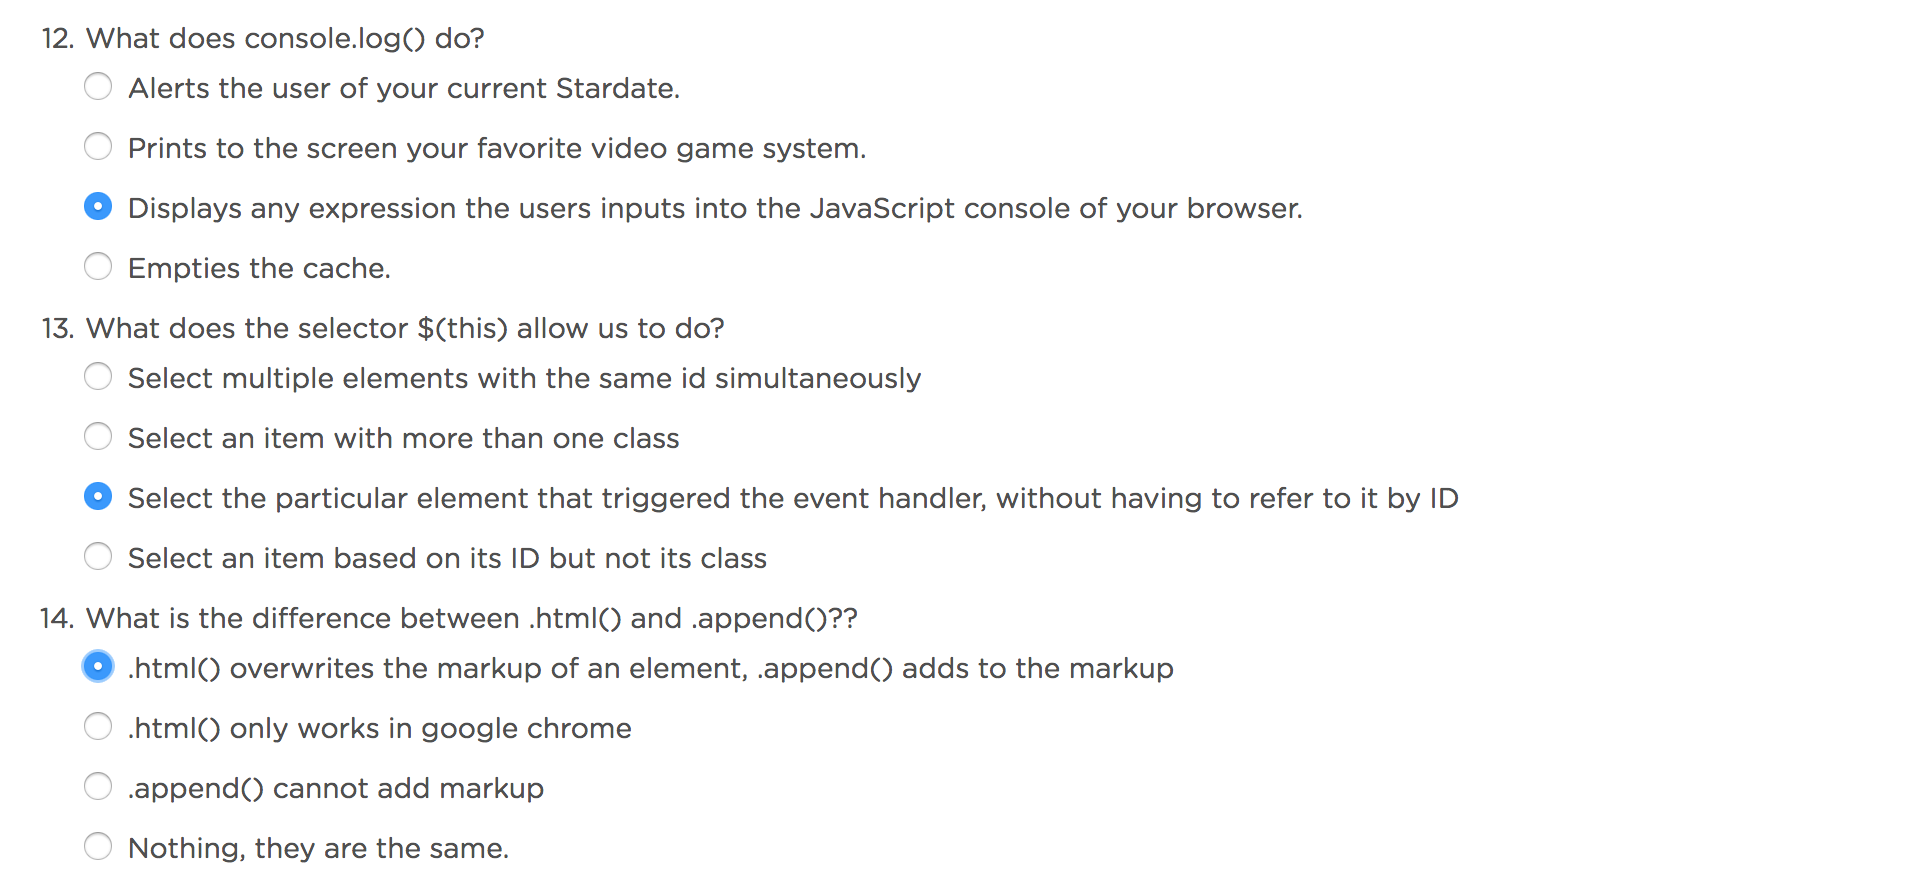 12. What does console.log() do?
Alerts the user of your current Stardate.
Prints to the screen your favorite video game system.
Displays any expression the users inputs into the JavaScript console of your browser.
Empties the cache.
13. What does the selector $(this) allow us to do?
Select multiple elements with the same id simultaneously
Select an item with more than one class
Select the particular element that triggered the event handler, without having to refer to it by ID
Select an item based on its ID but not its class
14. What is the difference between .html() and .append()??
.html() overwrites the markup of an element, .append() adds to the markup
.html() only works in google chrome
.append() cannot add markup
Nothing, they are the same.